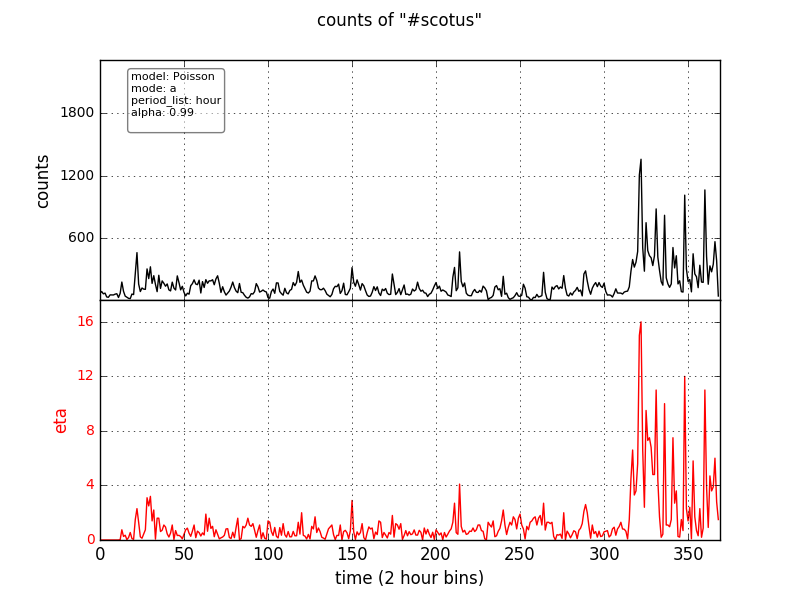 counts of "#scotus"
model: Poisson
mode: a
period_list: hour
alpha: 0.99
counts
1800
1200
600
eta
16
12
8
4
0
0 50 100 150 200 250 300 350
time (2 hour bins)